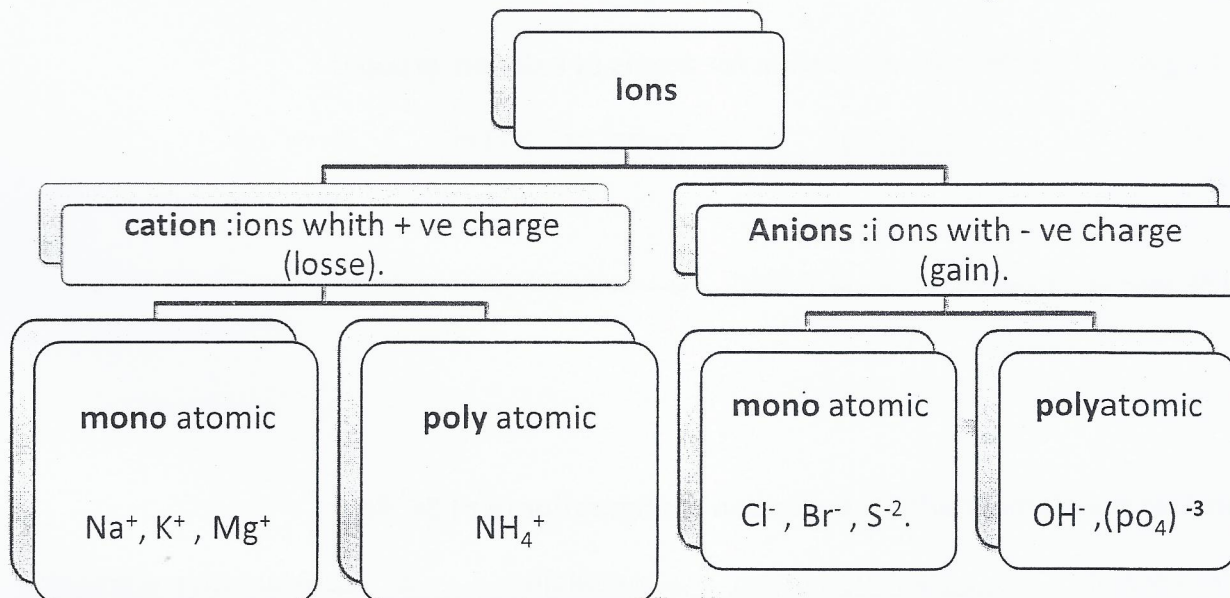 Ions
cation :ions whith + ve charge
(losse).
Anions :i ons with - ve charge
(gain).
mono atomic
Na⁺, K⁺ , Mg⁺
poly atomic
NH₄⁺
mono atomic
Cl⁻ , Br⁻ , S⁻².
polyatomic
OH⁻ ,(po₄) ⁻³